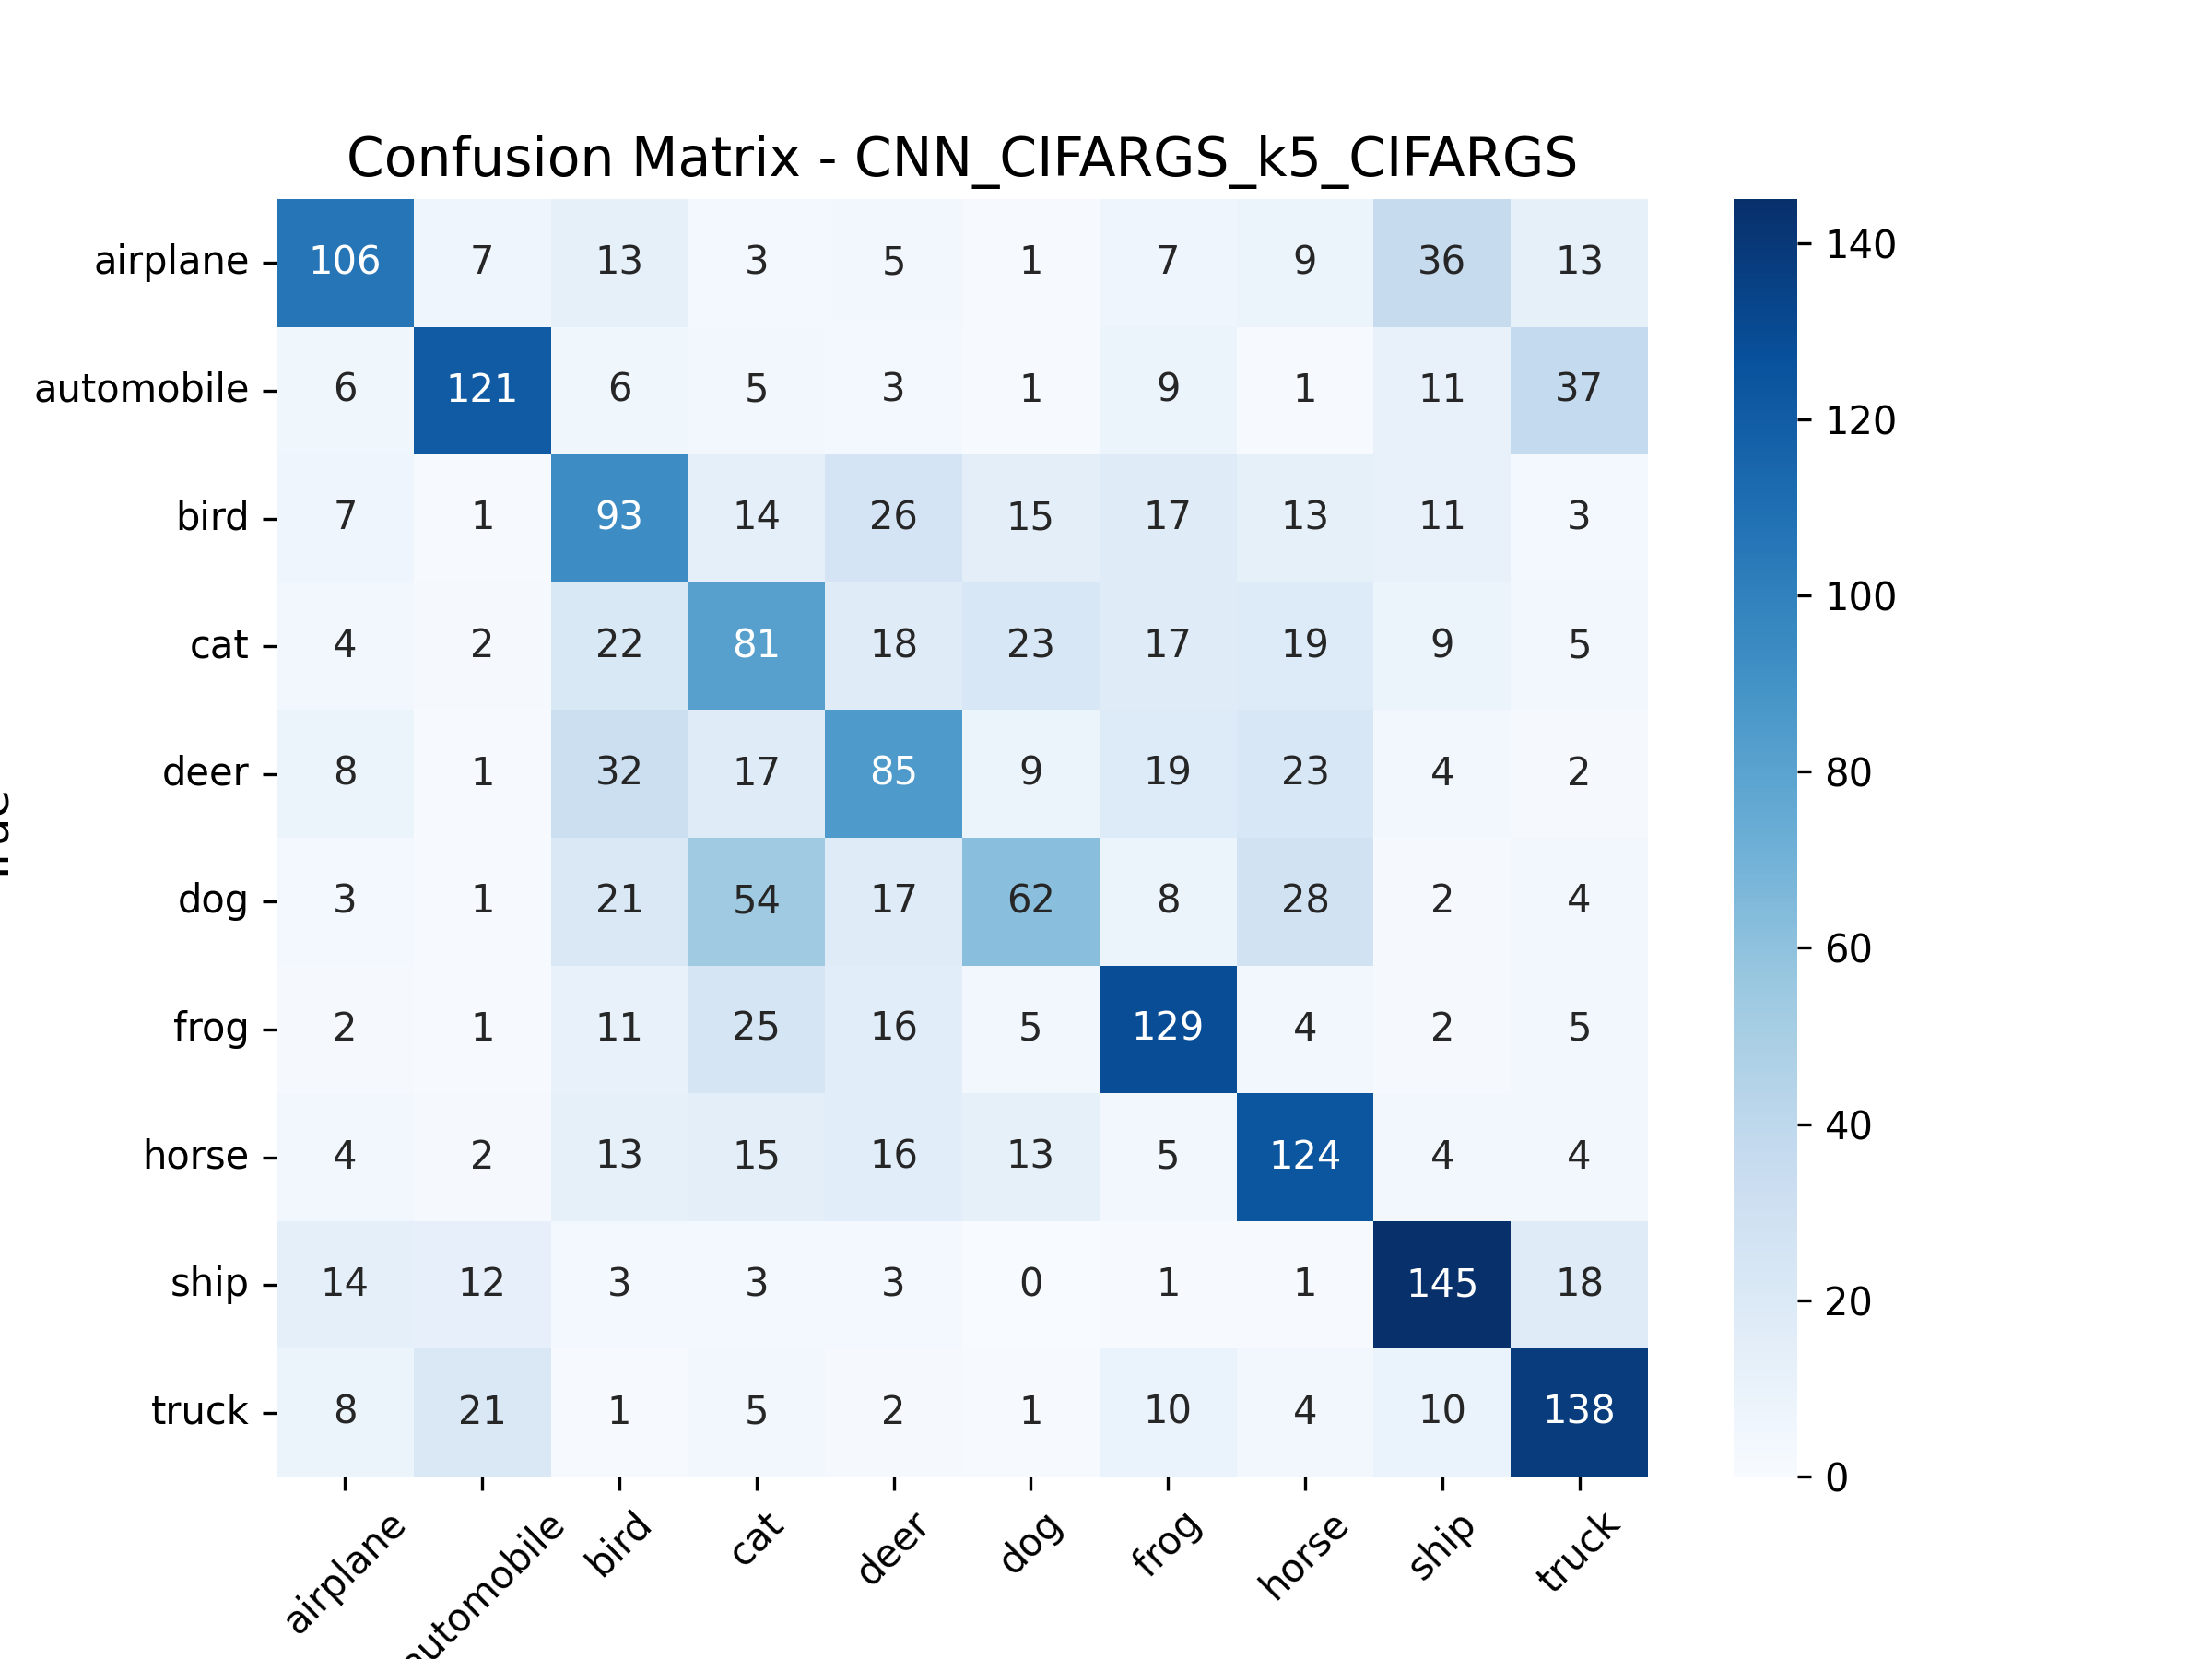 Confusion Matrix - CNN_CIFARGS_k5_CIFARGS
airplane 106 7 13 3 5 1 7 9 36 13
automobile 6 121 6 5 3 1 9 1 11 37
bird 7 1 93 14 26 15 17 13 11 3
cat 4 2 22 81 18 23 17 19 9 5
deer 8 1 32 17 85 9 19 23 4 2
dog 3 1 21 54 17 62 8 28 2 4
frog 2 1 11 25 16 5 129 4 2 5
horse 4 2 13 15 16 13 5 124 4 4
ship 14 12 3 3 3 0 1 1 145 18
truck 8 21 1 5 2 1 10 4 10 138
airplane automobile bird cat deer dog frog horse ship truck
140
120
100
80
60
40
20
0